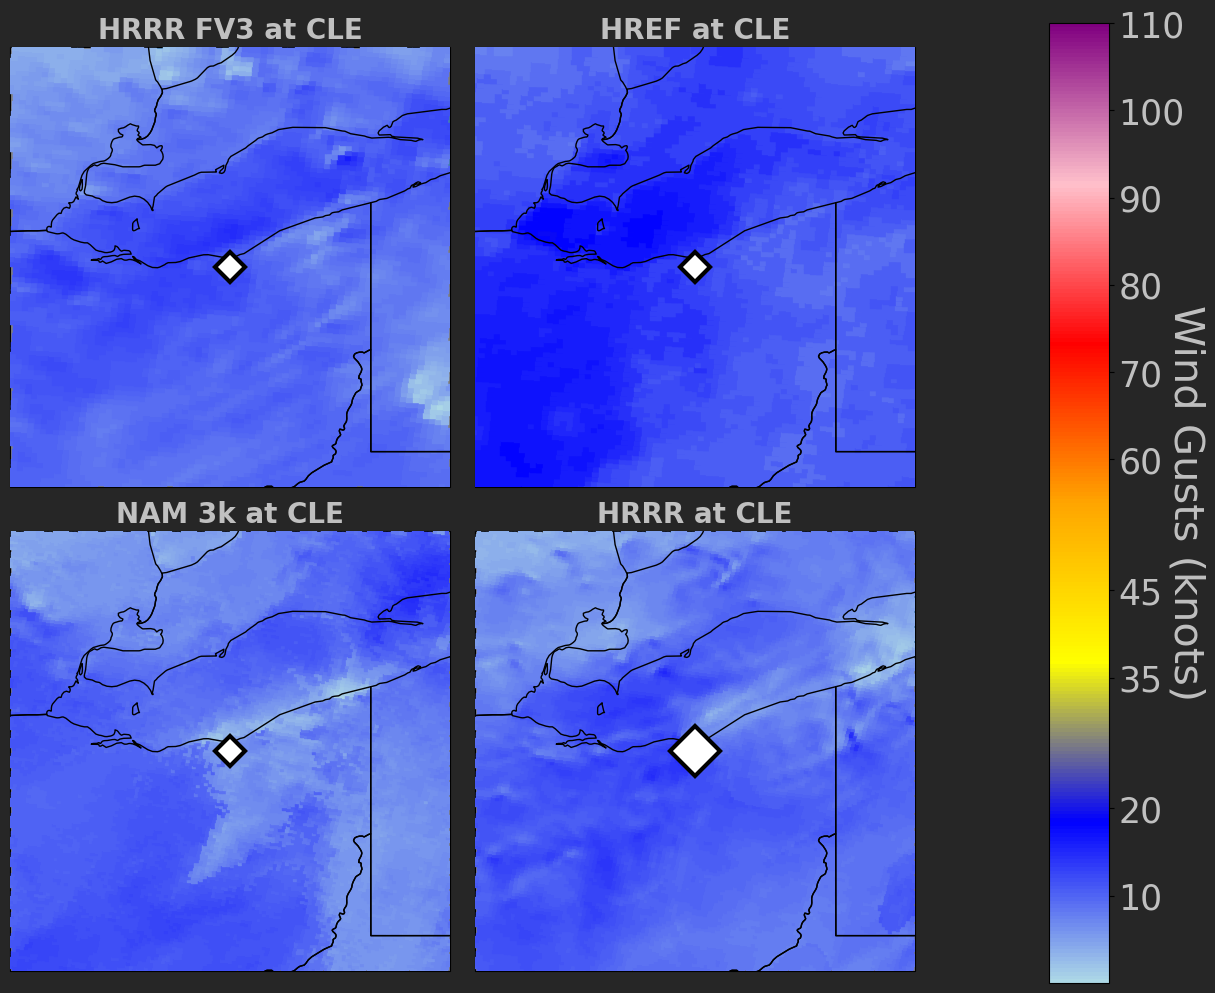 HRRR FV3 at CLE
HREF at CLE
NAM 3k at CLE
HRRR at CLE
110
100
90
80
70
60
45
35
20
10
Wind Gusts (knots)